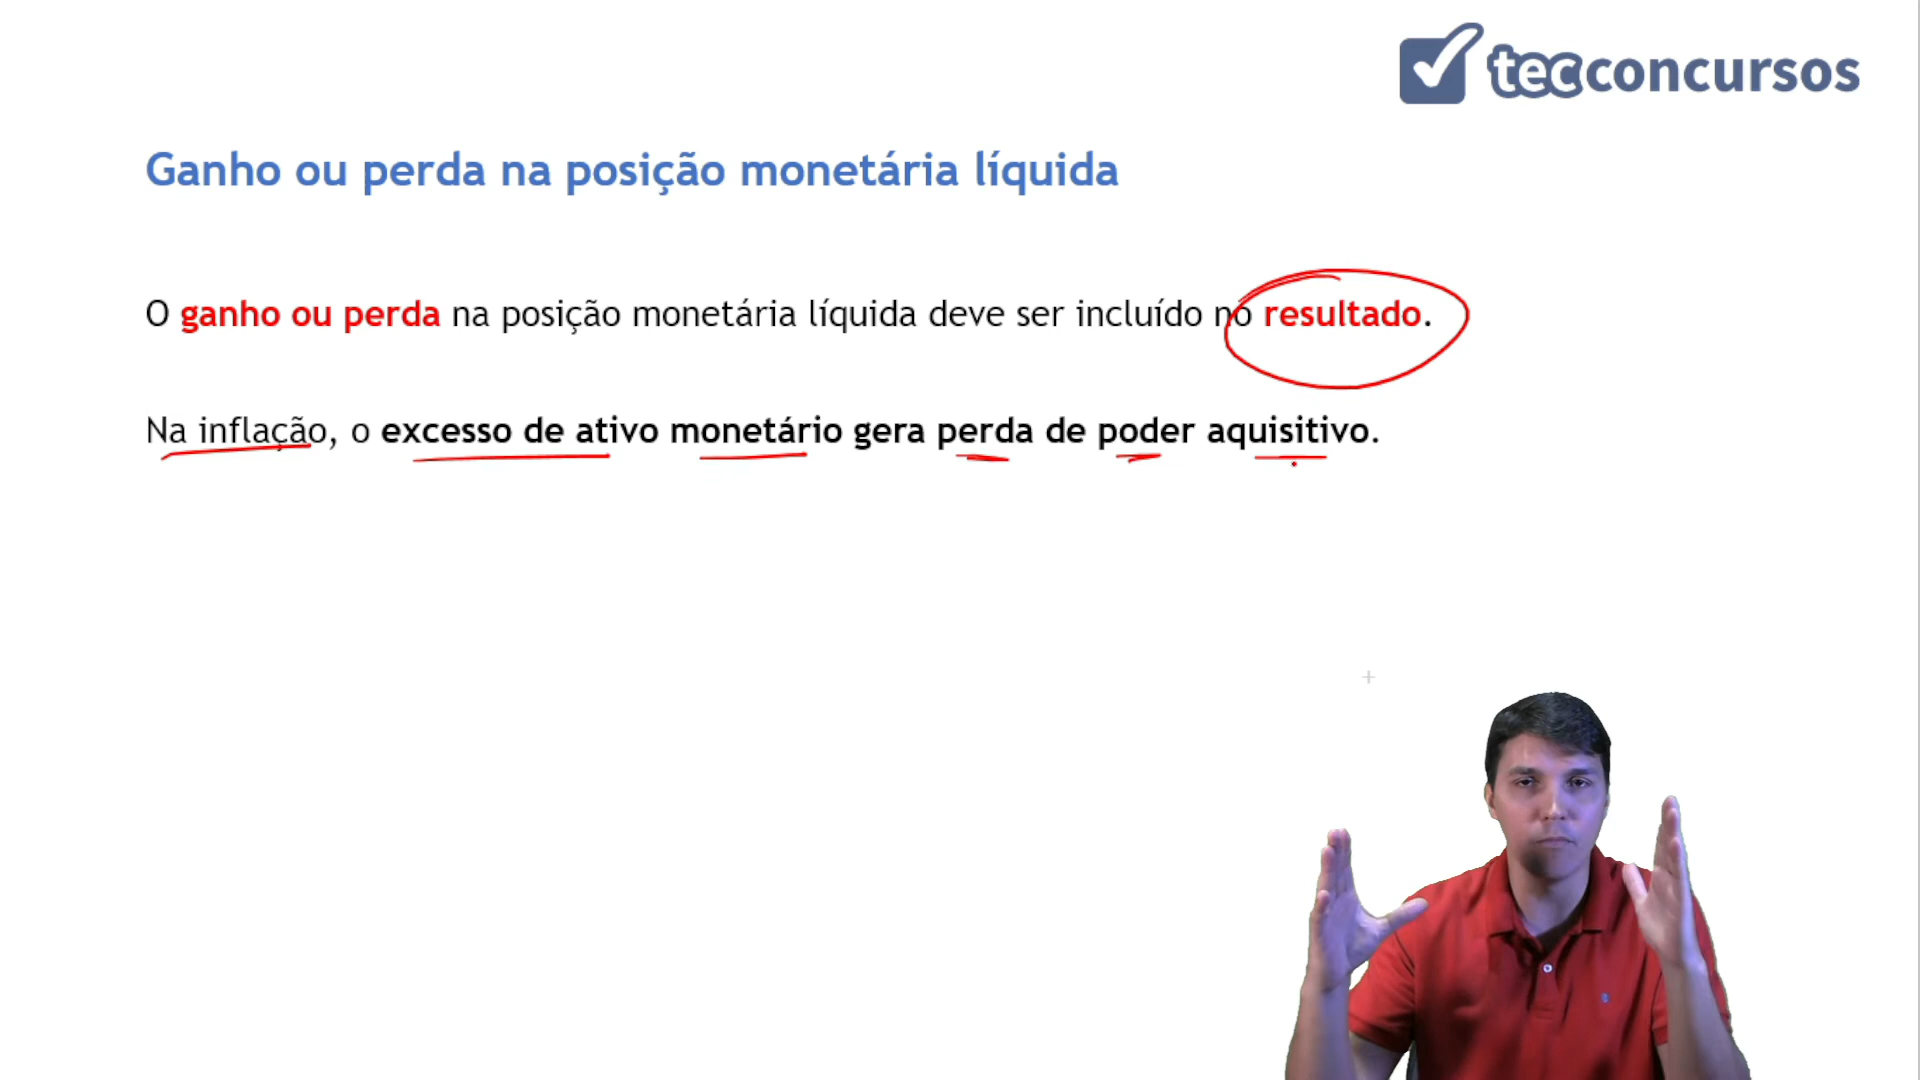 tecconcursos
Ganho ou perda na posição monetária líquida
O ganho ou perda na posição monetária líquida deve ser incluído no resultado.
Na inflação, o excesso de ativo monetário gera perda de poder aquisitivo.